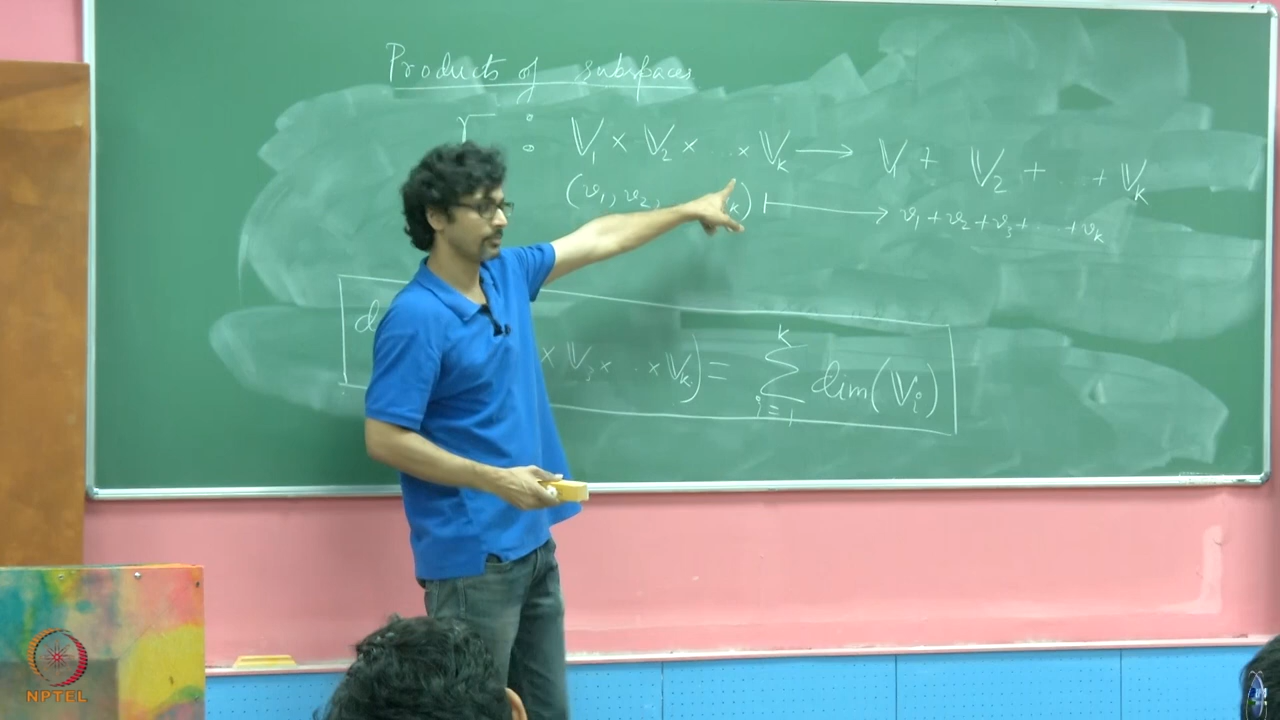 Products of subspaces
Γ : 𝕍₁ × 𝕍₂ × ... × 𝕍ₖ → 𝕍₁ + 𝕍₂ + ... + 𝕍ₖ
(v₁, v₂, k) ↦ v₁ + v₂ + v₃ + ... + vₖ
d × 𝕍₃ × ... × 𝕍ₖ) = ∑ᵢ₌₁ᵏ dim(𝕍ᵢ)
NPTEL